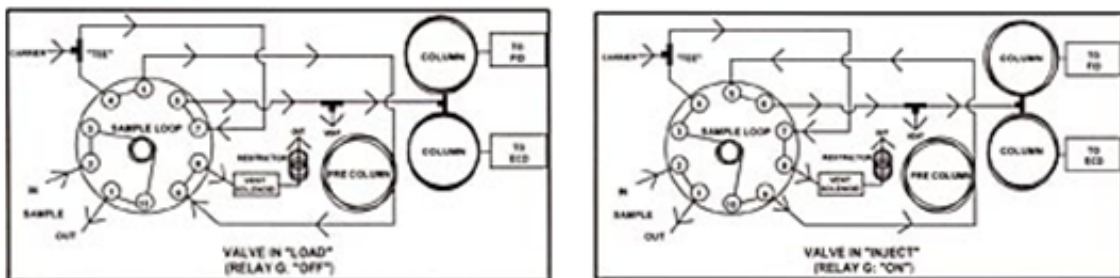 CARRIER
"TEE"
COLUMN
TO
FID
SAMPLE LOOP
OUT
VENT
RESTRICTOR
VENT
SOLENOID
PRE COLUMN
COLUMN
TO
ECD
IN
SAMPLE
OUT
VALVE IN "LOAD"
(RELAY G: "OFF")
CARRIER
"TEE"
COLUMN
TO
FID
SAMPLE LOOP
OUT
VENT
RESTRICTOR
VENT
SOLENOID
PRE COLUMN
COLUMN
TO
ECD
IN
SAMPLE
OUT
VALVE IN "INJECT"
(RELAY G: "ON")